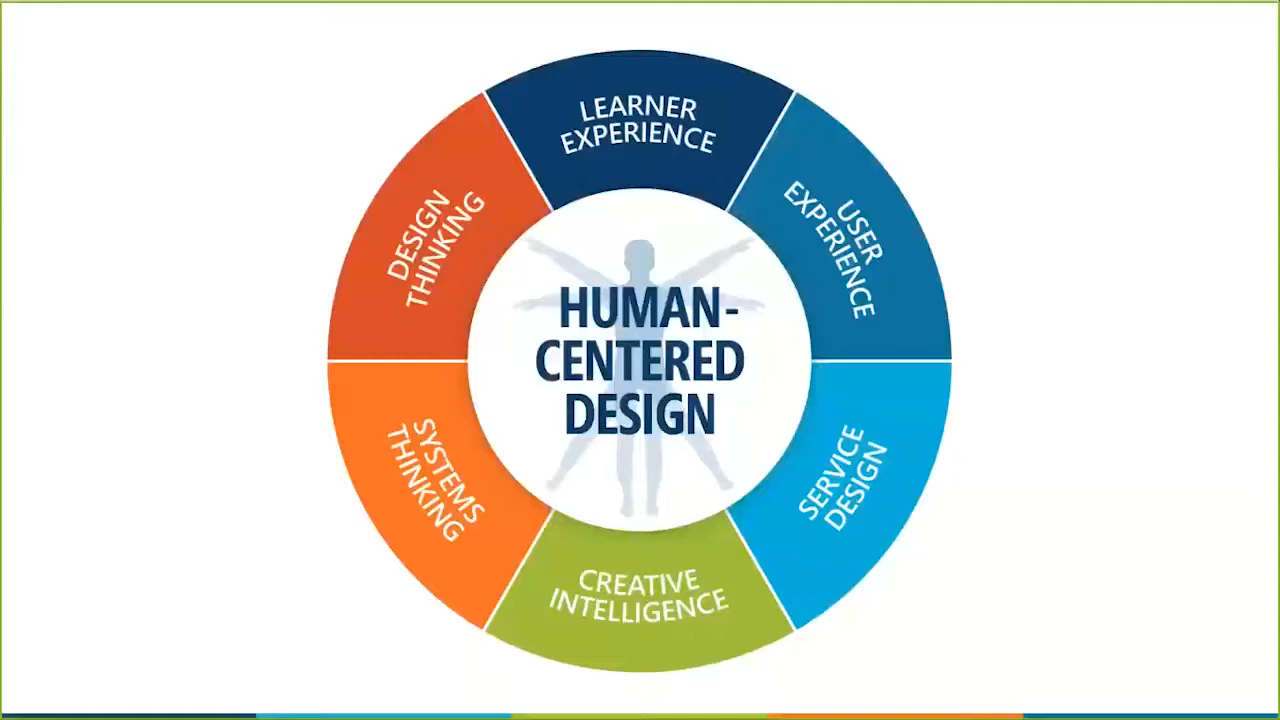 LEARNER
EXPERIENCE
USER
EXPERIENCE
SERVICE
DESIGN
CREATIVE
INTELLIGENCE
SYSTEMS
THINKING
DESIGN
THINKING
HUMAN-
CENTERED
DESIGN